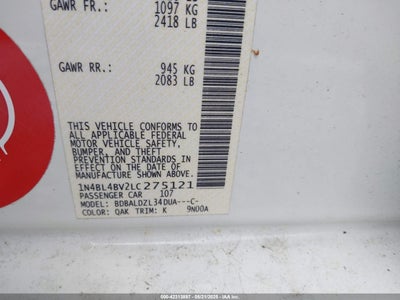 GAWR FR.: 1097 KG
2418 LB
GAWR RR.: 945 KG
2083 LB
THIS VEHICLE CONFORMS TO
ALL APPLICABLE FEDERAL
MOTOR VEHICLE SAFETY,
BUMPER, AND THEFT
PREVENTION STANDARDS IN
EFFECT ON THE DATE OF
MANUFACTURE SHOWN ABOVE.
1N4BL4BV2LC275121
PASSENGER CAR 107
MODEL: BDBALDZL34DUA---C-
COLOR: QAK TRIM: K 9N00A